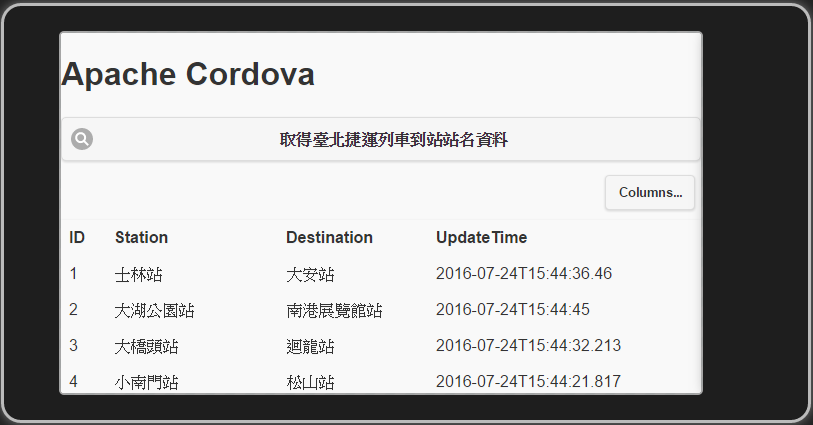 Apache Cordova
取得臺北捷運列車到站站名資料
Columns...
ID Station Destination UpdateTime
1 士林站 大安站 2016-07-24T15:44:36.46
2 大湖公園站 南港展覽館站 2016-07-24T15:44:45
3 大橋頭站 迴龍站 2016-07-24T15:44:32.213
4 小南門站 松山站 2016-07-24T15:44:21.817